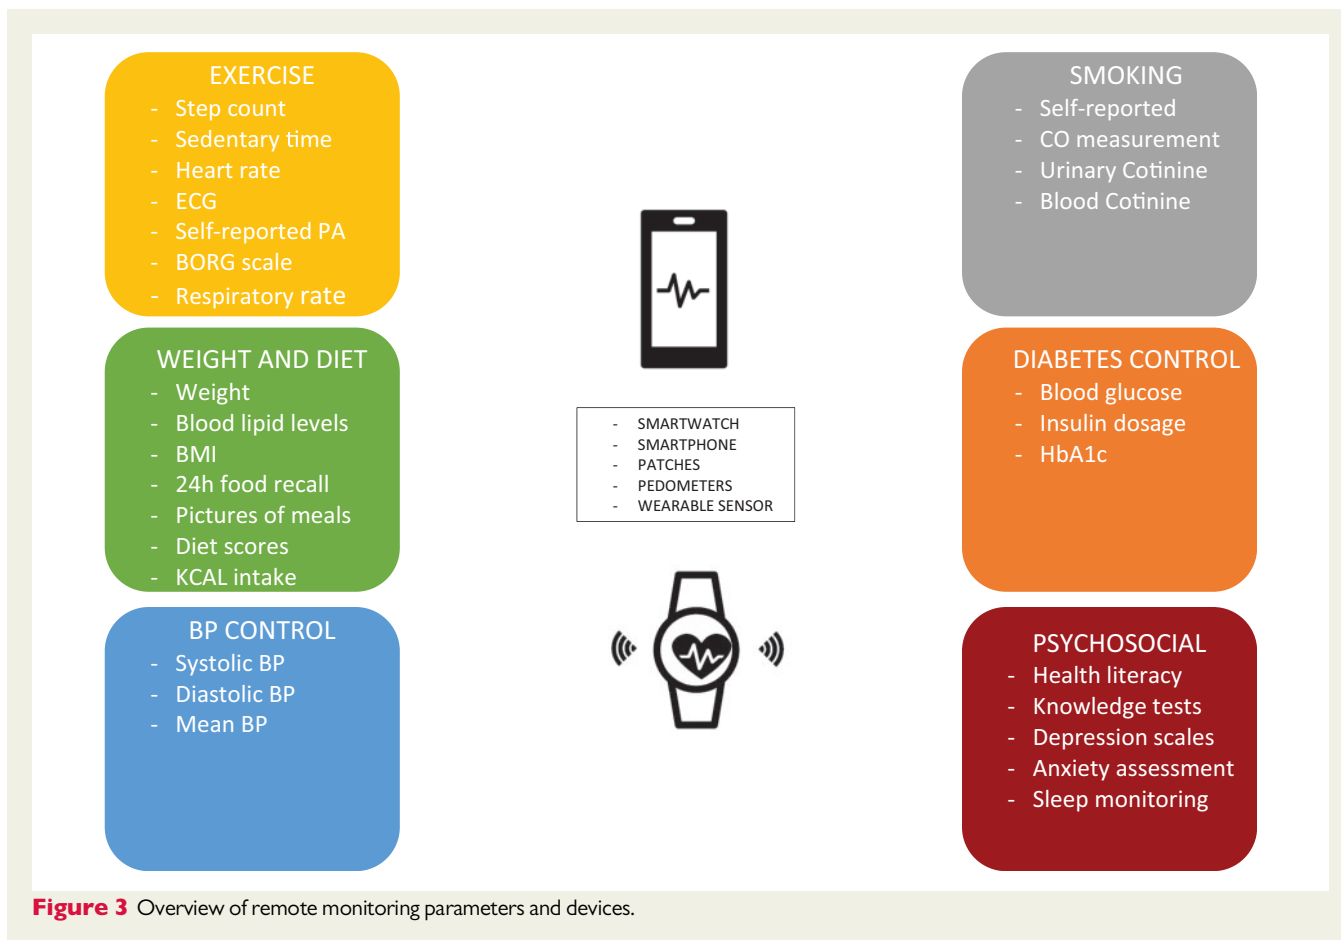 EXERCISE
- Step count
- Sedentary time
- Heart rate
- ECG
- Self-reported PA
- BORG scale
- Respiratory rate
WEIGHT AND DIET
- Weight
- Blood lipid levels
- BMI
- 24h food recall
- Pictures of meals
- Diet scores
- KCAL intake
BP CONTROL
- Systolic BP
- Diastolic BP
- Mean BP
- SMARTWATCH
- SMARTPHONE
- PATCHES
- PEDOMETERS
- WEARABLE SENSOR
SMOKING
- Self-reported
- CO measurement
- Urinary Cotinine
- Blood Cotinine
DIABETES CONTROL
- Blood glucose
- Insulin dosage
- HbA1c
PSYCHOSOCIAL
- Health literacy
- Knowledge tests
- Depression scales
- Anxiety assessment
- Sleep monitoring
Figure 3 Overview of remote monitoring parameters and devices.